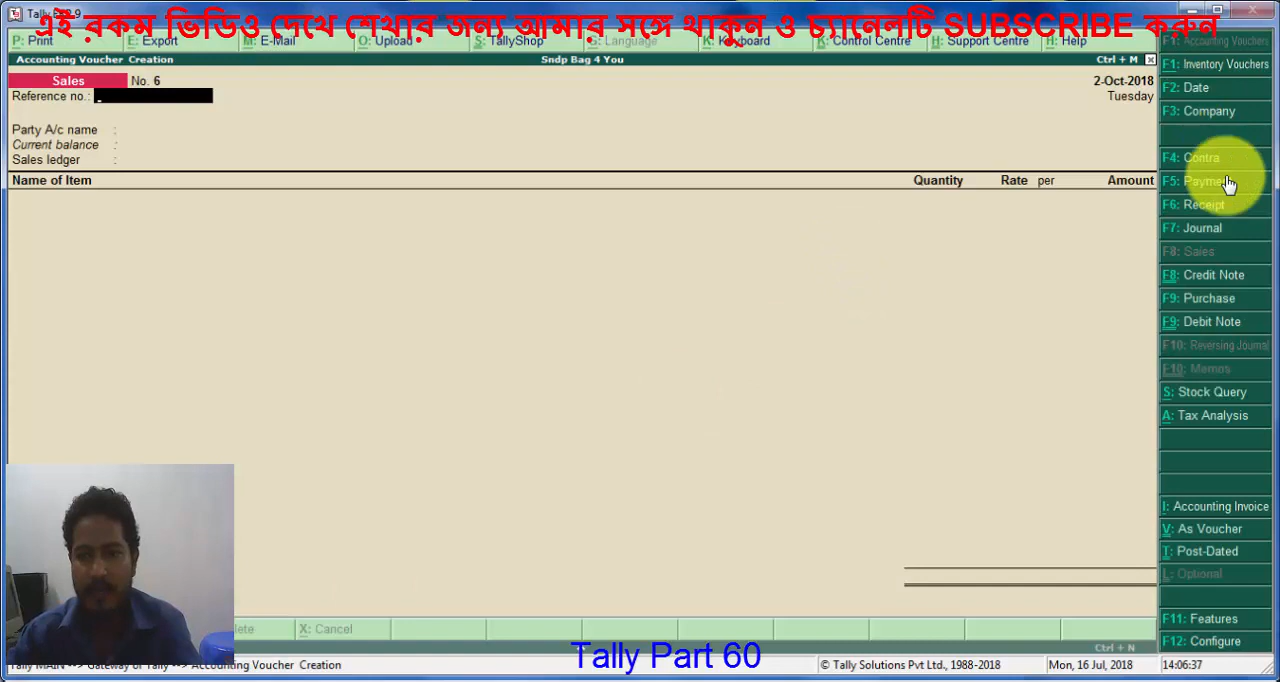 Tally
এই রকম ভিডিও দেখে শেখার জন্য আমার সঙ্গে থাকুন ও চ্যানেলটি SUBSCRIBE করুন
P: Print E: Export M: E-Mail O: Upload S: TallyShop G: Language K: Keyboard K: Control Centre H: Support Centre H: Help
F1: Accounting Vouchers
Accounting Voucher Creation Sndp Bag 4 You Ctrl + M
F1: Inventory Vouchers
Sales No. 6 2-Oct-2018
F2: Date
Reference no.: Tuesday
F3: Company
Party A/c name :
Current balance :
Sales ledger :
F4: Contra
Name of Item Quantity Rate per Amount
F5: Payment
F6: Receipt
F7: Journal
F8: Sales
F8: Credit Note
F9: Purchase
F9: Debit Note
F10: Reversing Journal
F10: Memos
S: Stock Query
A: Tax Analysis
I: Accounting Invoice
V: As Voucher
T: Post-Dated
L: Optional
F11: Features
X: Cancel
F12: Configure
Ctrl + N
Tally Part 60
Tally MAIN --> Gateway of Tally --> Accounting Voucher Creation © Tally Solutions Pvt Ltd., 1988-2018 Mon, 16 Jul, 2018 14:06:37